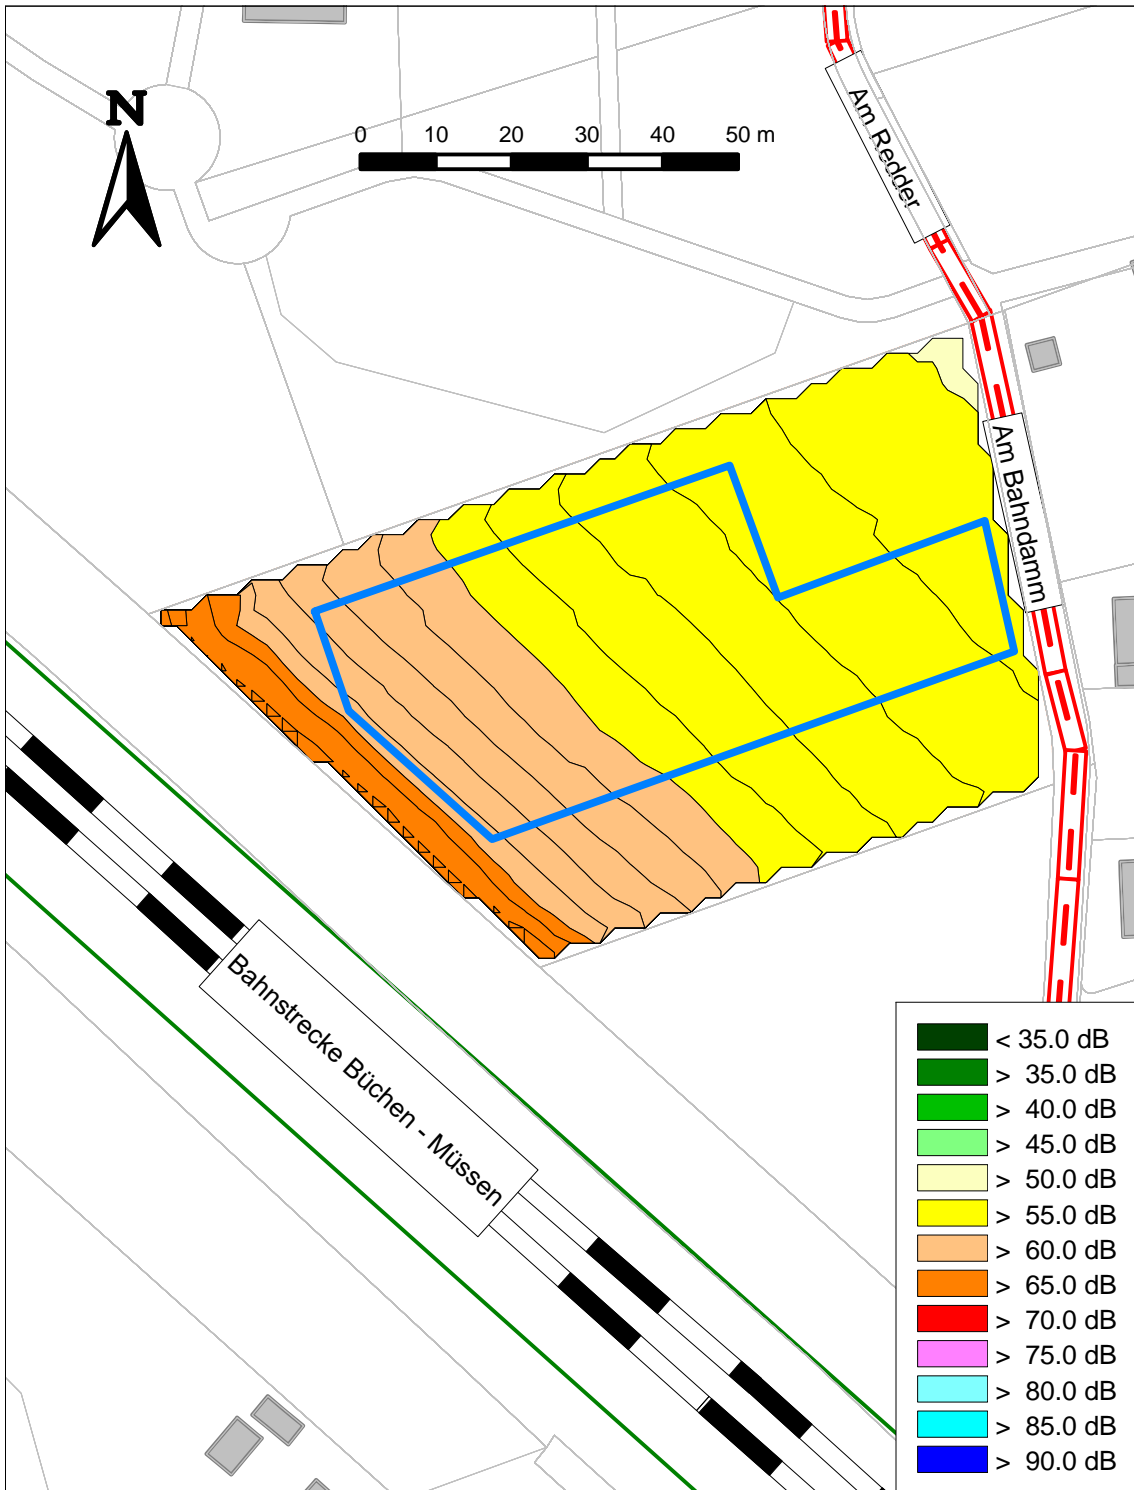 N
0 10 20 30 40 50 m
Am Redder
Am Bahndamm
Bahnstrecke Büchen - Müssen
< 35.0 dB
> 35.0 dB
> 40.0 dB
> 45.0 dB
> 50.0 dB
> 55.0 dB
> 60.0 dB
> 65.0 dB
> 70.0 dB
> 75.0 dB
> 80.0 dB
> 85.0 dB
> 90.0 dB